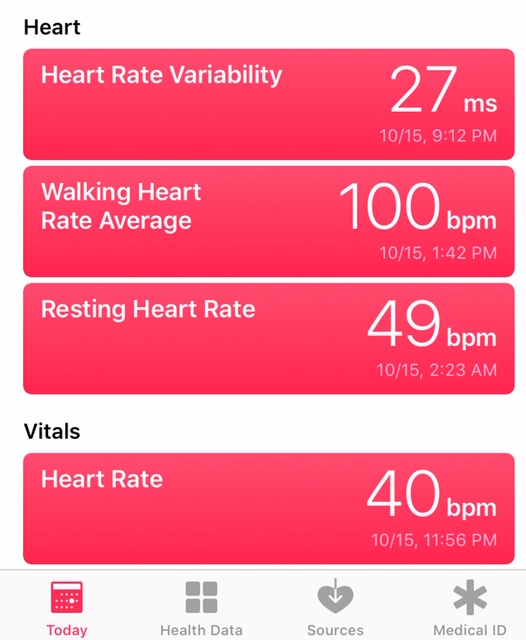 Heart
Heart Rate Variability
27 ms
10/15, 9:12 PM
Walking Heart
Rate Average
100 bpm
10/15, 1:42 PM
Resting Heart Rate
49 bpm
10/15, 2:23 AM
Vitals
Heart Rate
40 bpm
10/15, 11:56 PM
Today
Health Data
Sources
Medical ID